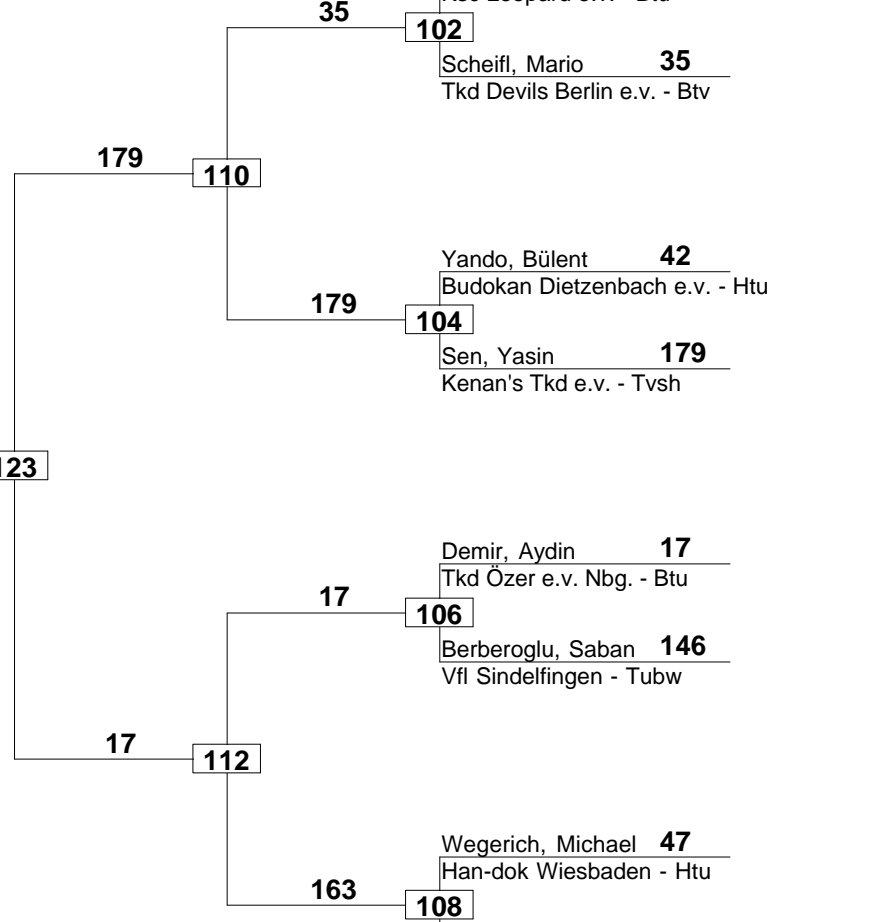 35
102
Scheifl, Mario 35
Tkd Devils Berlin e.v. - Btv
179
110
Yando, Bülent 42
Budokan Dietzenbach e.v. - Htu
179
104
Sen, Yasin 179
Kenan's Tkd e.v. - Tvsh
123
Demir, Aydin 17
Tkd Özer e.v. Nbg. - Btu
17
106
Berberoglu, Saban 146
Vfl Sindelfingen - Tubw
17
112
Wegerich, Michael 47
Han-dok Wiesbaden - Htu
163
108